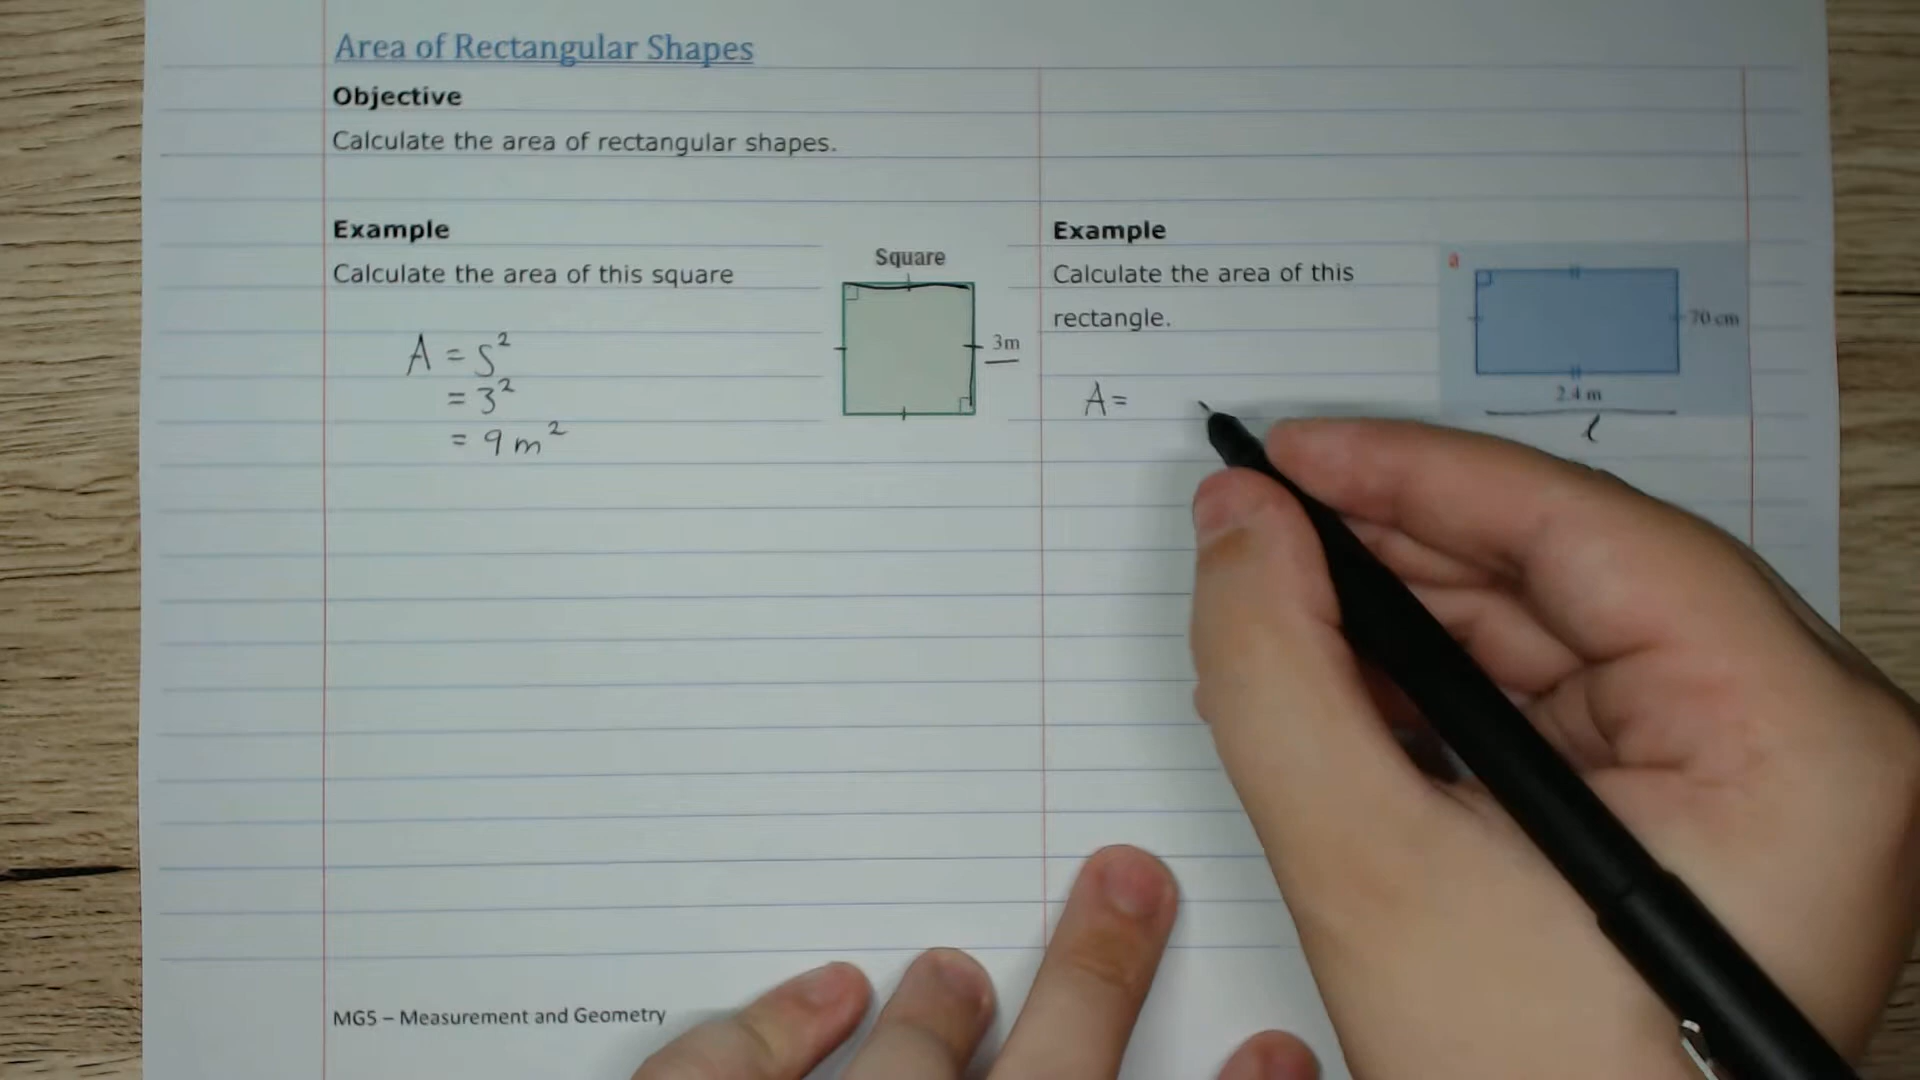 Area of Rectangular Shapes
Objective
Calculate the area of rectangular shapes.
Example
Calculate the area of this square
Square
3m
A = s²
= 3²
= 9 m²
Example
Calculate the area of this
rectangle.
a
70 cm
2.4 m
l
A =
MG5 – Measurement and Geometry